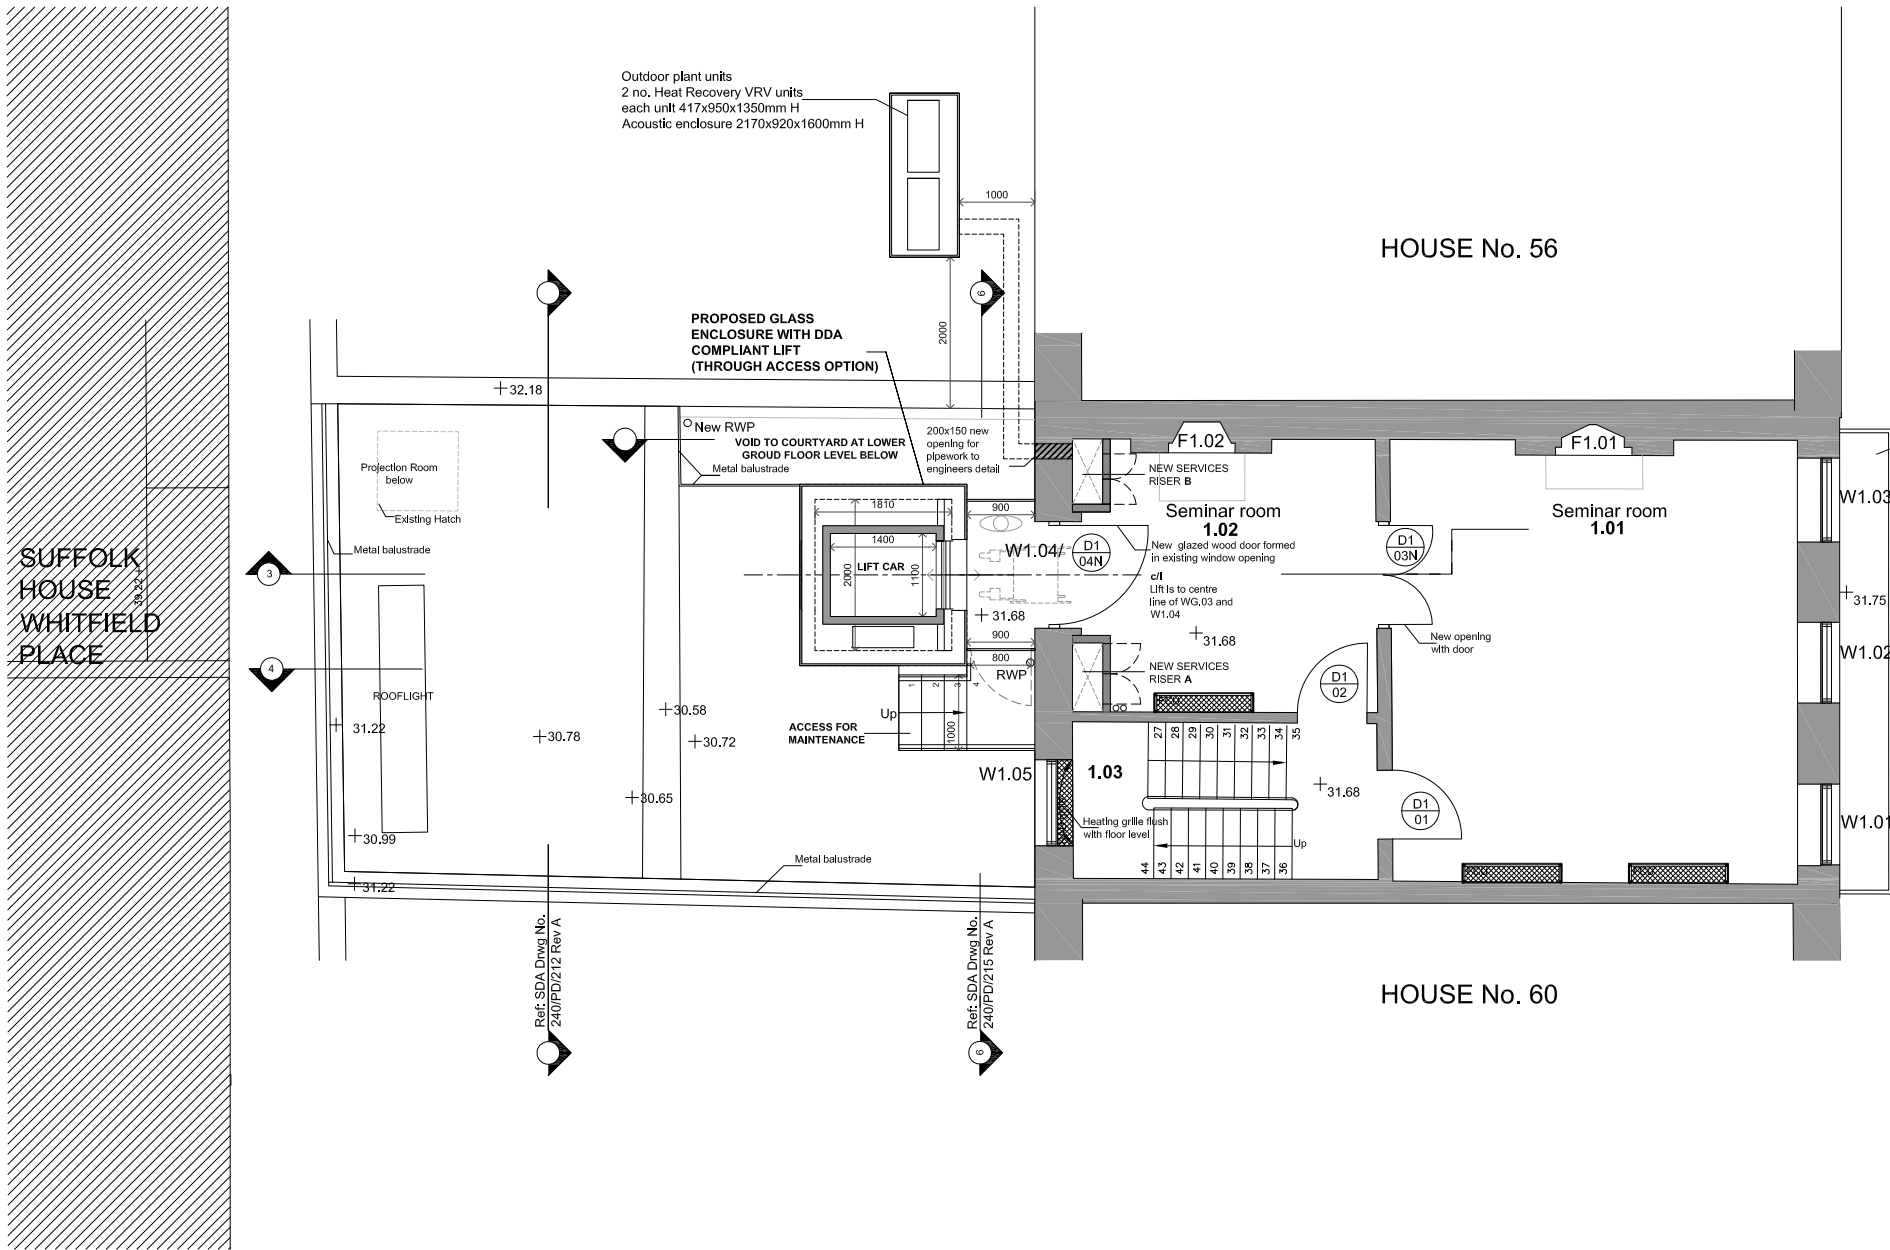 Outdoor plant units
2 no. Heat Recovery VRV units
each unit 417x950x1350mm H
Acoustic enclosure 2170x920x1600mm H
1000
HOUSE No. 56
6
2000
PROPOSED GLASS
ENCLOSURE WITH DDA
COMPLIANT LIFT
(THROUGH ACCESS OPTION)
32.18
New RWP
VOID TO COURTYARD AT LOWER
GROUD FLOOR LEVEL BELOW
Metal balustrade
200x150 new
opening for
pipework to
engineers detail
F1.02
F1.01
Projection Room
below
Existing Hatch
Metal balustrade
NEW SERVICES
RISER B
Seminar room
1.02
Seminar room
1.01
W1.03
1810
900
1400
2000
1100
LIFT CAR
W1.04/
D1
04N
New glazed wood door formed
in existing window opening
D1
03N
c/l
Lift is to centre
line of WG.03 and
W1.04
SUFFOLK
HOUSE
WHITFIELD
PLACE
39.22
3
4
31.68
31.68
31.75
New opening
with door
900
800
RWP
NEW SERVICES
RISER A
D1
02
W1.02
ROOFLIGHT
1
2
3
4
Up
1000
ACCESS FOR
MAINTENANCE
31.22
30.78
30.58
30.72
30.65
30.99
31.22
W1.05
1.03
27
28
29
30
31
32
33
34
35
31.68
D1
01
W1.01
Heating grille flush
with floor level
Up
44
43
42
41
40
39
38
37
36
Metal balustrade
Ref: SDA Drwg No.
240/PD/212 Rev A
Ref: SDA Drwg No.
240/PD/215 Rev A
6
HOUSE No. 60